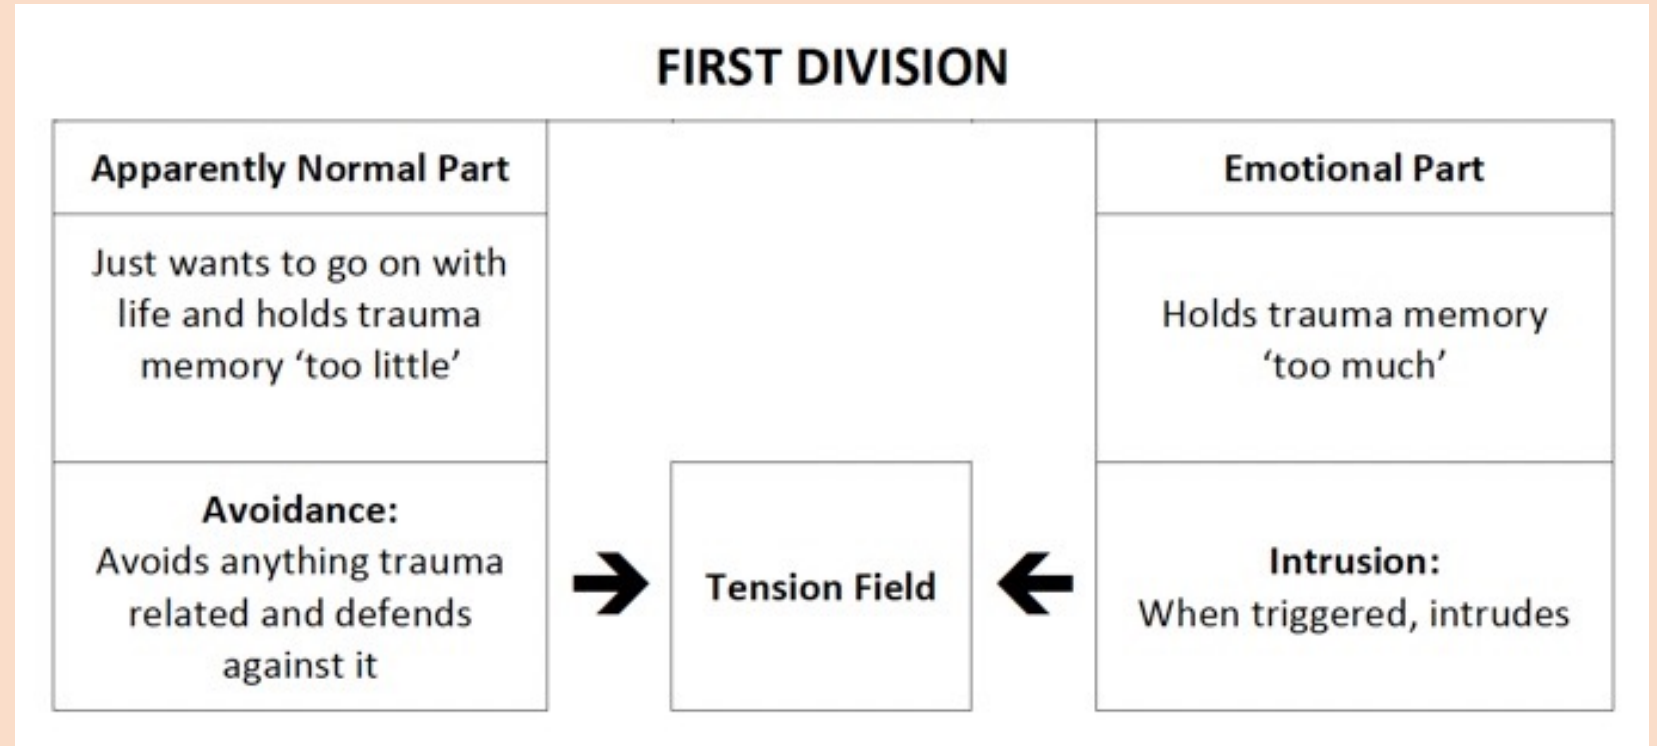 FIRST DIVISION
Apparently Normal Part
Just wants to go on with
life and holds trauma
memory ‘too little’
Avoidance:
Avoids anything trauma
related and defends
against it
Tension Field
Emotional Part
Holds trauma memory
‘too much’
Intrusion:
When triggered, intrudes